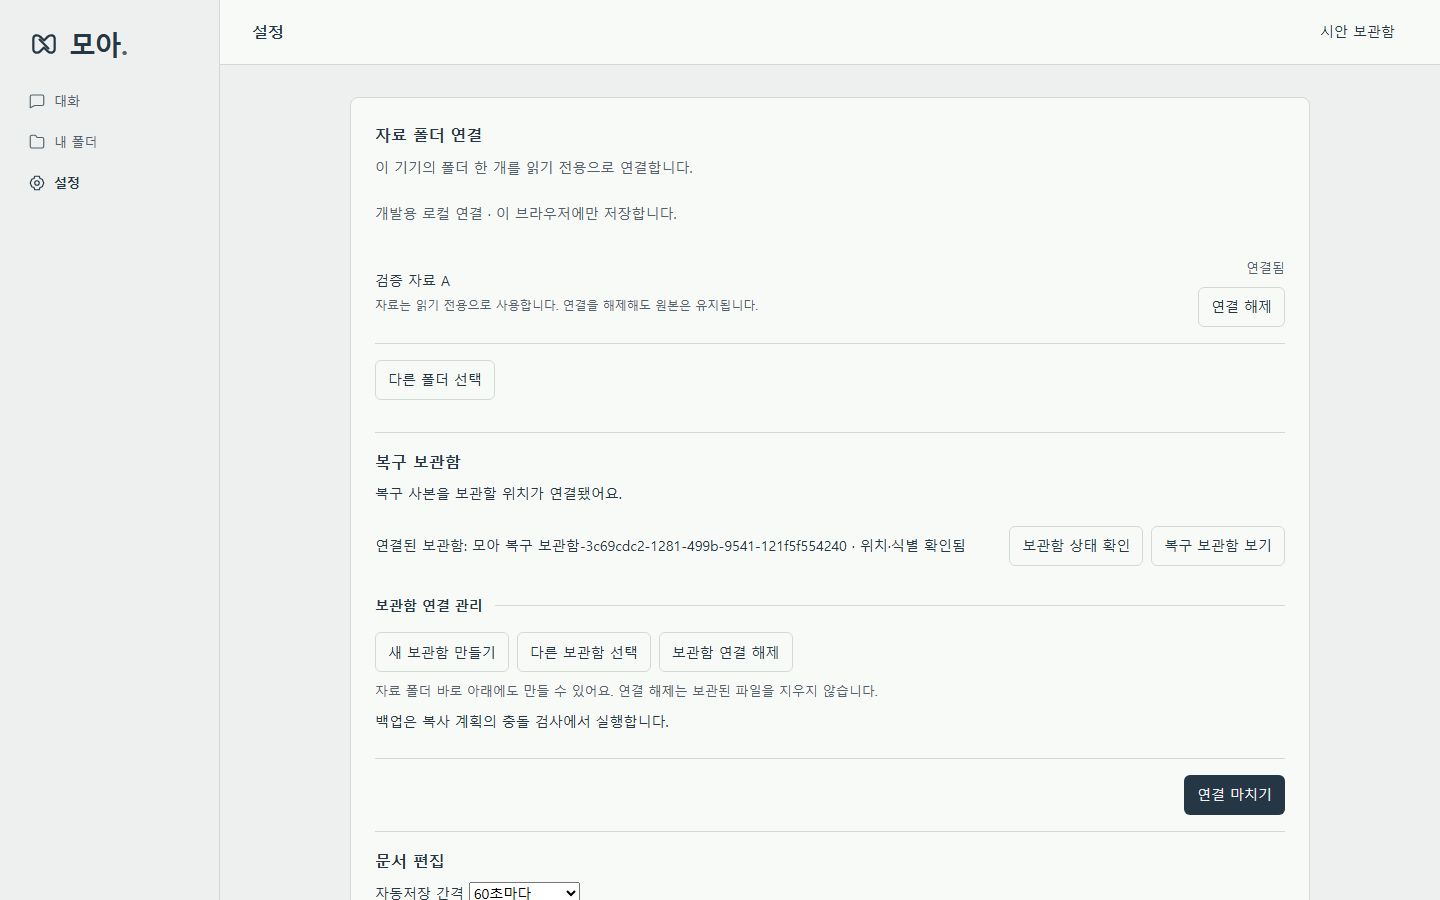 모아.
대화
내 폴더
설정
설정
시안 보관함
자료 폴더 연결
이 기기의 폴더 한 개를 읽기 전용으로 연결합니다.
개발용 로컬 연결 · 이 브라우저에만 저장합니다.
연결됨
검증 자료 A
자료는 읽기 전용으로 사용합니다. 연결을 해제해도 원본은 유지됩니다.
연결 해제
다른 폴더 선택
복구 보관함
복구 사본을 보관할 위치가 연결됐어요.
연결된 보관함: 모아 복구 보관함-3c69cdc2-1281-499b-9541-121f5f554240 · 위치·식별 확인됨
보관함 상태 확인
복구 보관함 보기
보관함 연결 관리
새 보관함 만들기
다른 보관함 선택
보관함 연결 해제
자료 폴더 바로 아래에도 만들 수 있어요. 연결 해제는 보관된 파일을 지우지 않습니다.
백업은 복사 계획의 충돌 검사에서 실행합니다.
연결 마치기
문서 편집
자동저장 간격 60초마다